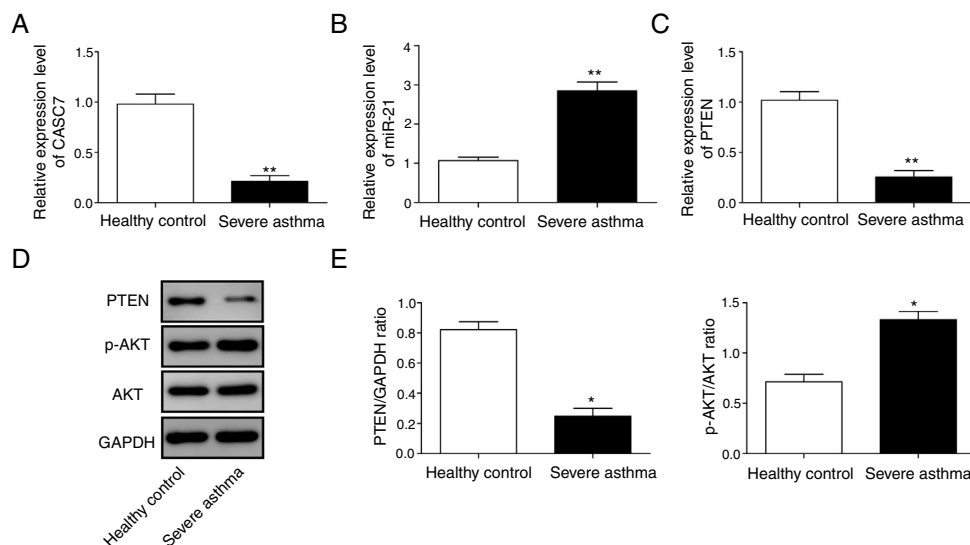 A
Relative expression level
of CASC7
1.5
1.0
0.5
0.0
**
Healthy control Severe asthma
B
Relative expression level
of miR-21
4
3
2
1
0
**
Healthy control Severe asthma
C
Relative expression level
of PTEN
1.5
1.0
0.5
0.0
**
Healthy control Severe asthma
D
PTEN
p-AKT
AKT
GAPDH
Healthy control
Severe asthma
E
PTEN/GAPDH ratio
1.0
0.8
0.6
0.4
0.2
0.0
*
Healthy control Severe asthma
p-AKT/AKT ratio
1.5
1.0
0.5
0.0
*
Healthy control Severe asthma